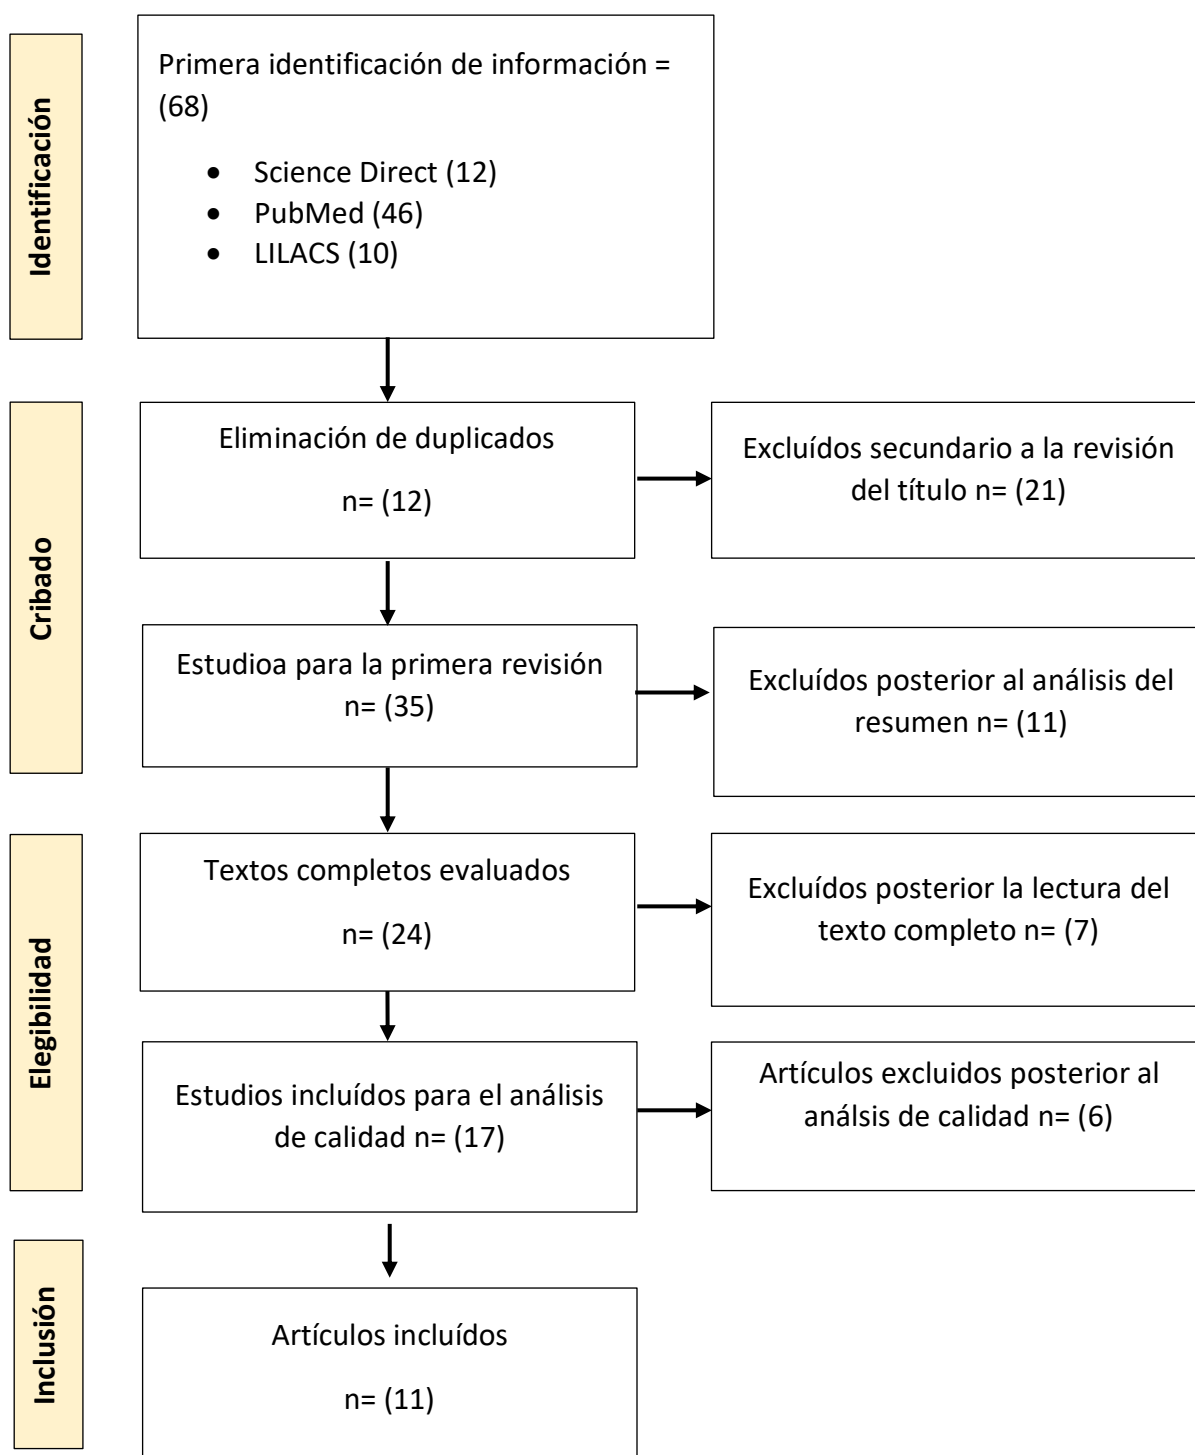 Identificación
Primera identificación de información =
(68)
• Science Direct (12)
• PubMed (46)
• LILACS (10)
Cribado
Eliminación de duplicados
n= (12)
Excluídos secundario a la revisión
del título n= (21)
Estudioa para la primera revisión
n= (35)
Excluídos posterior al análisis del
resumen n= (11)
Elegibilidad
Textos completos evaluados
n= (24)
Excluídos posterior la lectura del
texto completo n= (7)
Estudios incluídos para el análisis
de calidad n= (17)
Artículos excluidos posterior al
análsis de calidad n= (6)
Inclusión
Artículos incluídos
n= (11)